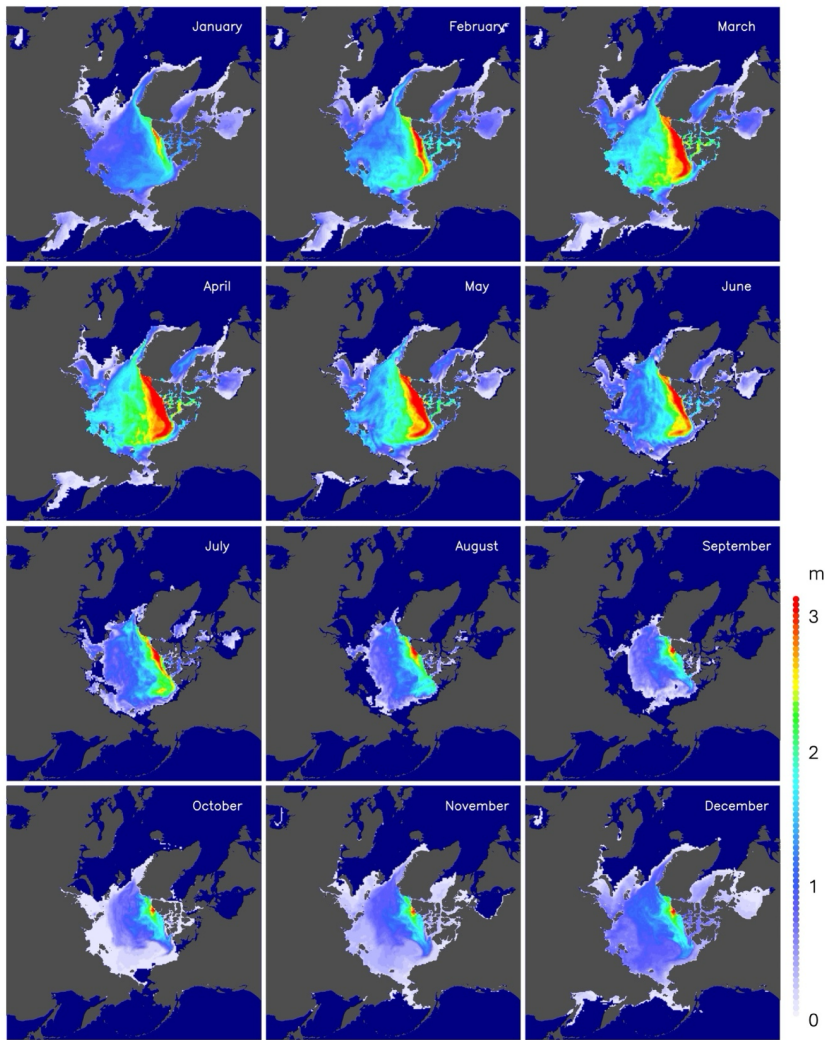 January
February
March
April
May
June
July
August
September
m
3
2
1
0
October
November
December